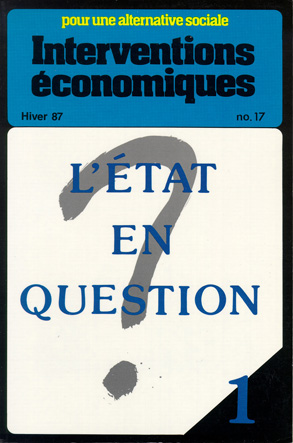 pour une alternative sociale
Interventions
économiques
Hiver 87 no. 17
L'ÉTAT
EN
QUESTION
?
1